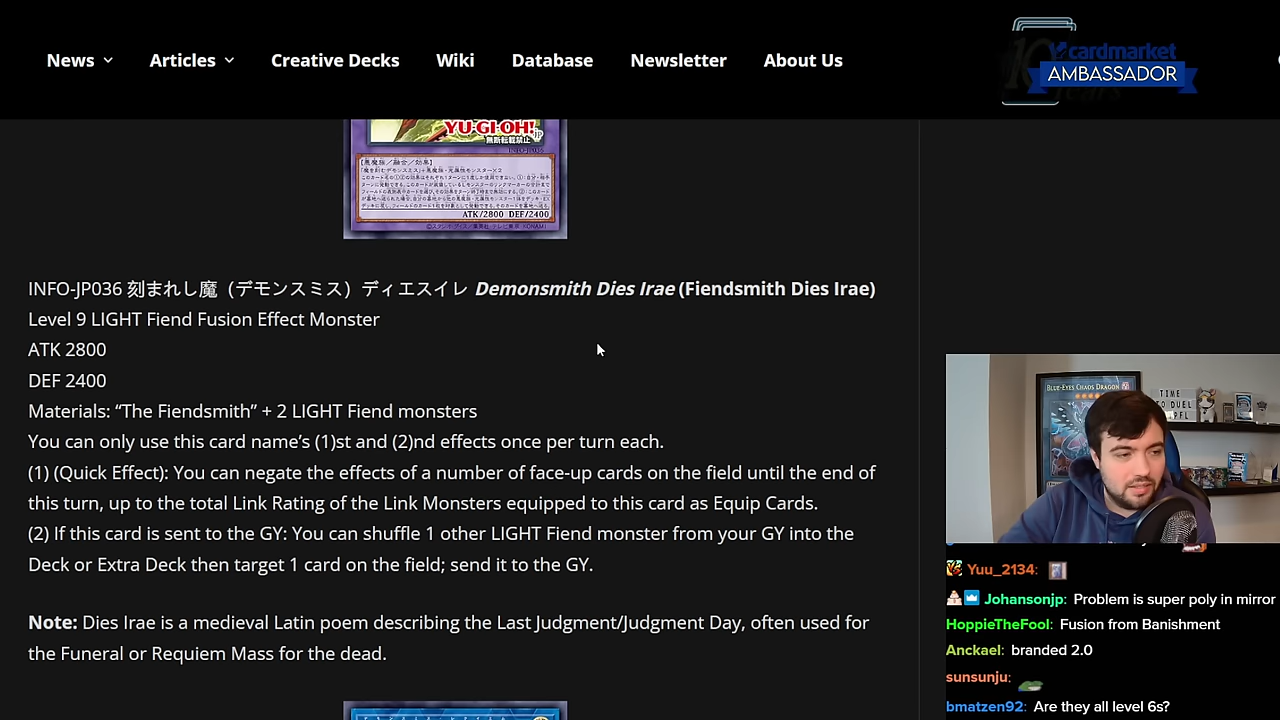 News
Articles
Creative Decks
Wiki
Database
Newsletter
About Us
cardmarket
AMBASSADOR
YU-GI-OH! jp
ATK/2800 DEF/2400
INFO-JP036 刻まれし魔（デモンスミス）ディエスイレ Demonsmith Dies Irae (Fiendsmith Dies Irae)
Level 9 LIGHT Fiend Fusion Effect Monster
ATK 2800
DEF 2400
Materials: “The Fiendsmith” + 2 LIGHT Fiend monsters
You can only use this card name’s (1)st and (2)nd effects once per turn each.
(1) (Quick Effect): You can negate the effects of a number of face-up cards on the field until the end of
this turn, up to the total Link Rating of the Link Monsters equipped to this card as Equip Cards.
(2) If this card is sent to the GY: You can shuffle 1 other LIGHT Fiend monster from your GY into the
Deck or Extra Deck then target 1 card on the field; send it to the GY.
Note: Dies Irae is a medieval Latin poem describing the Last Judgment/Judgment Day, often used for
the Funeral or Requiem Mass for the dead.
BLUE-EYES CHAOS DRAGON
TIME
TO DUEL
Yuu_2134:
Johansonjp: Problem is super poly in mirror
HoppieTheFool: Fusion from Banishment
Anckael: branded 2.0
sunsunju:
bmatzen92: Are they all level 6s?